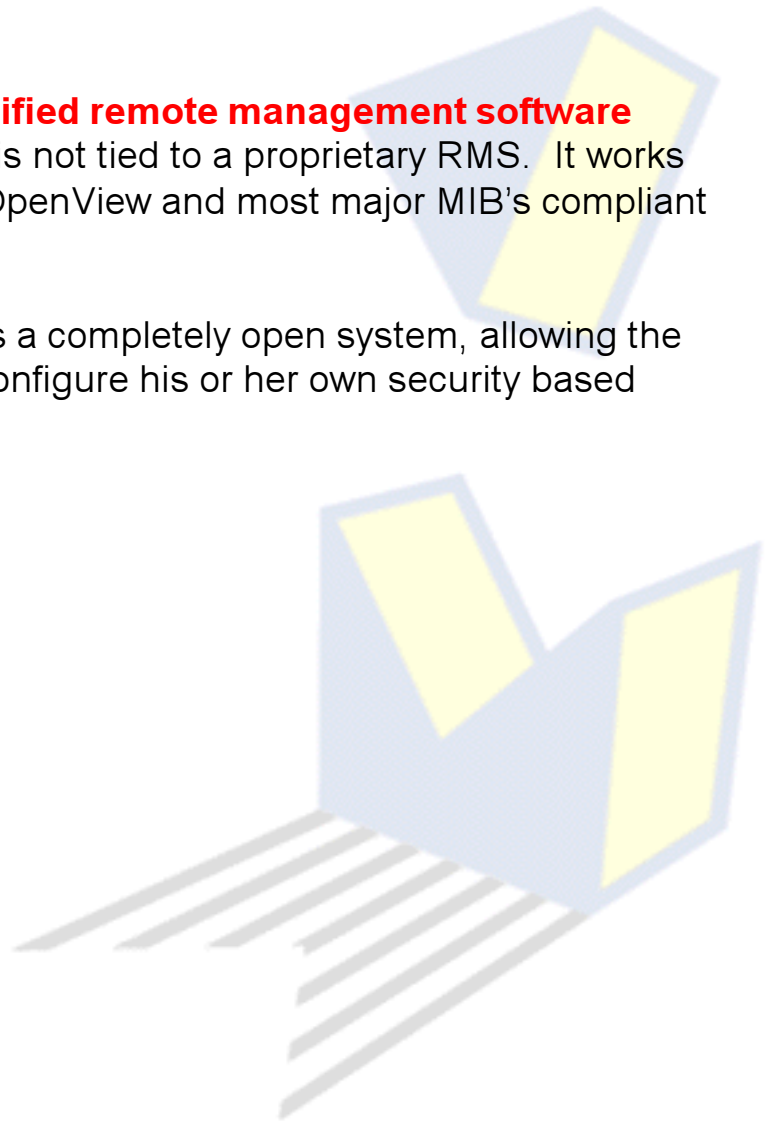 ified remote management software
s not tied to a proprietary RMS.  It works
OpenView and most major MIB's compliant
s a completely open system, allowing the
onfigure his or her own security based